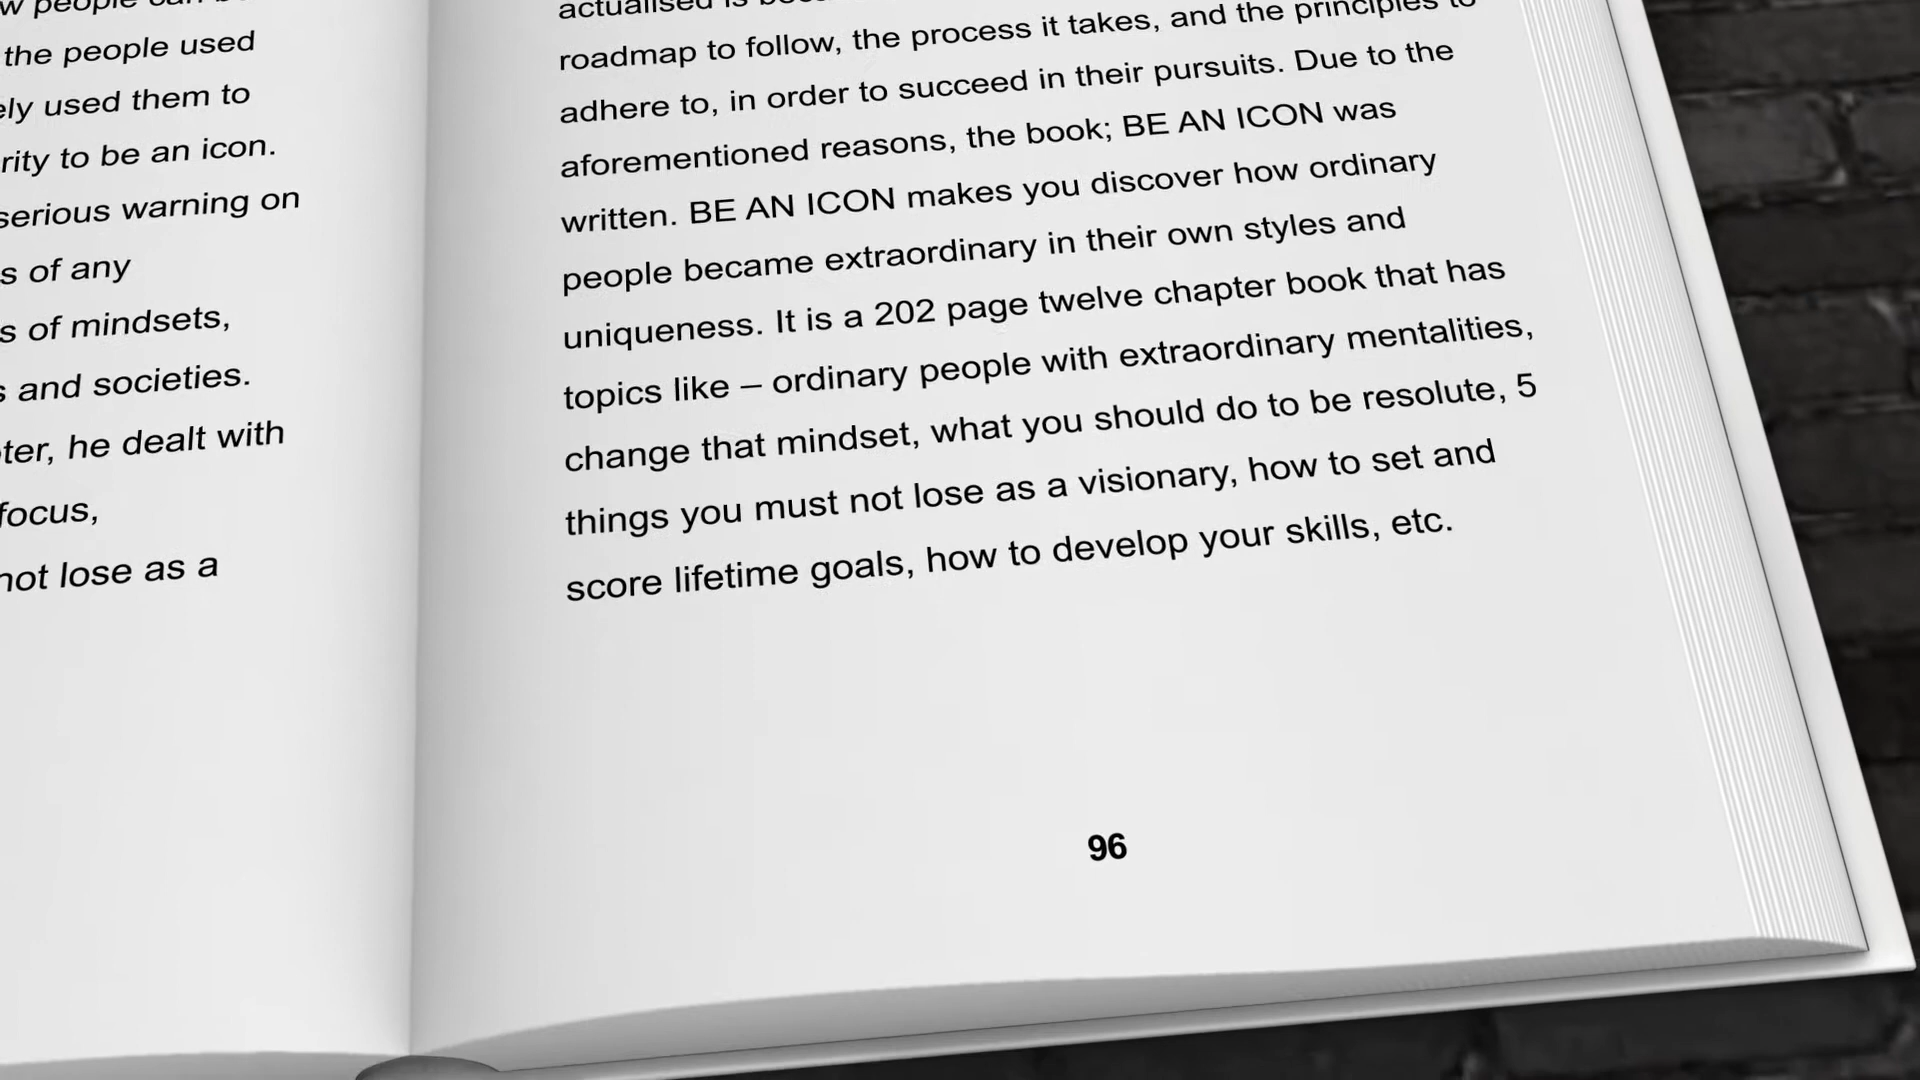 people can
the people used
used them to
to be an icon.
serious warning on
of any
of mindsets,
and societies.
he dealt with
focus,
not lose as a
actualised is
roadmap to follow, the process it takes, and the principles to
adhere to, in order to succeed in their pursuits. Due to the
aforementioned reasons, the book; BE AN ICON was
written. BE AN ICON makes you discover how ordinary
people became extraordinary in their own styles and
uniqueness. It is a 202 page twelve chapter book that has
topics like – ordinary people with extraordinary mentalities,
change that mindset, what you should do to be resolute, 5
things you must not lose as a visionary, how to set and
score lifetime goals, how to develop your skills, etc.
96